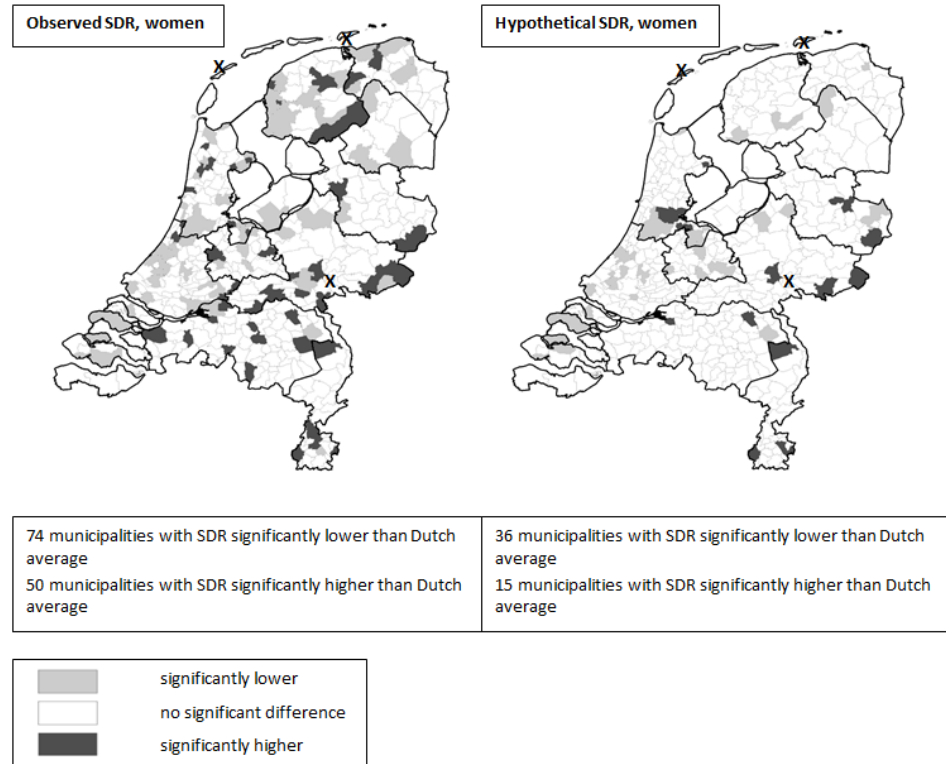 Observed SDR, women
Hypothetical SDR, women
X
X
X
X
X
X
74 municipalities with SDR significantly lower than Dutch
average
50 municipalities with SDR significantly higher than Dutch
average
36 municipalities with SDR significantly lower than Dutch
average
15 municipalities with SDR significantly higher than Dutch
average
significantly lower
no significant difference
significantly higher